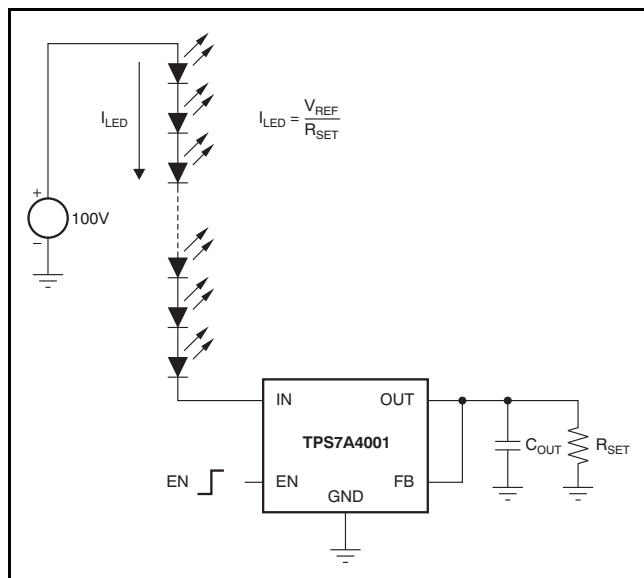 I_LED
I_LED = V_REF / R_SET
+
100V
–
IN
OUT
TPS7A4001
C_OUT
R_SET
EN
EN
FB
GND